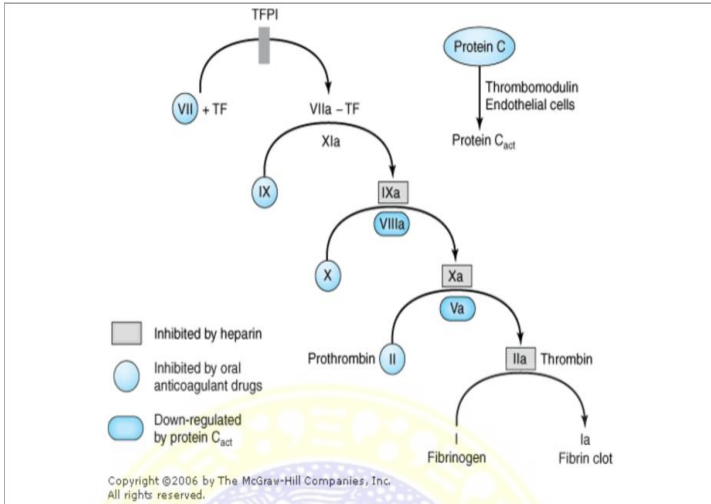 TFPI
Protein C
VII + TF
VIIa – TF
Thrombomodulin
Endothelial cells
XIa
Protein Cact
IX
IXa
VIIIa
X
Xa
Va
Inhibited by heparin
Prothrombin II
IIa Thrombin
Inhibited by oral
anticoagulant drugs
Down-regulated
by protein Cact
I
Fibrinogen
Ia
Fibrin clot
Copyright ©2006 by The McGraw-Hill Companies, Inc.
All rights reserved.